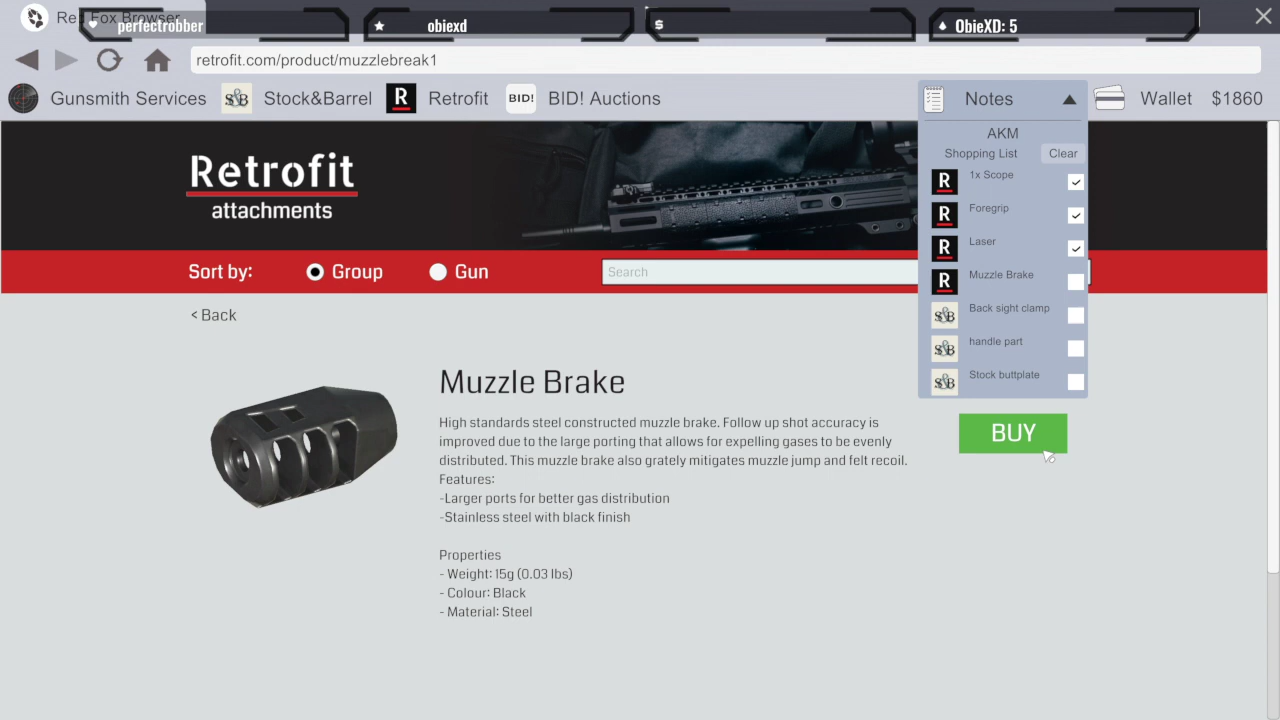 Red Fox Browser
perfectrobber
obiexd
$
ObieXD: 5
retrofit.com/product/muzzlebreak1
Gunsmith Services
S&B
Stock&Barrel
R
Retrofit
BID!
BID! Auctions
Notes
Wallet
$1860
AKM
Shopping List
Clear
R
1x Scope
R
Foregrip
R
Laser
R
Muzzle Brake
S&B
Back sight clamp
S&B
handle part
S&B
Stock buttplate
Retrofit
attachments
Sort by:
Group
Gun
Search
< Back
Muzzle Brake
High standards steel constructed muzzle brake. Follow up shot accuracy is
improved due to the large porting that allows for expelling gases to be evenly
distributed. This muzzle brake also grately mitigates muzzle jump and felt recoil.
Features:
-Larger ports for better gas distribution
-Stainless steel with black finish
Properties
- Weight: 15g (0.03 lbs)
- Colour: Black
- Material: Steel
BUY